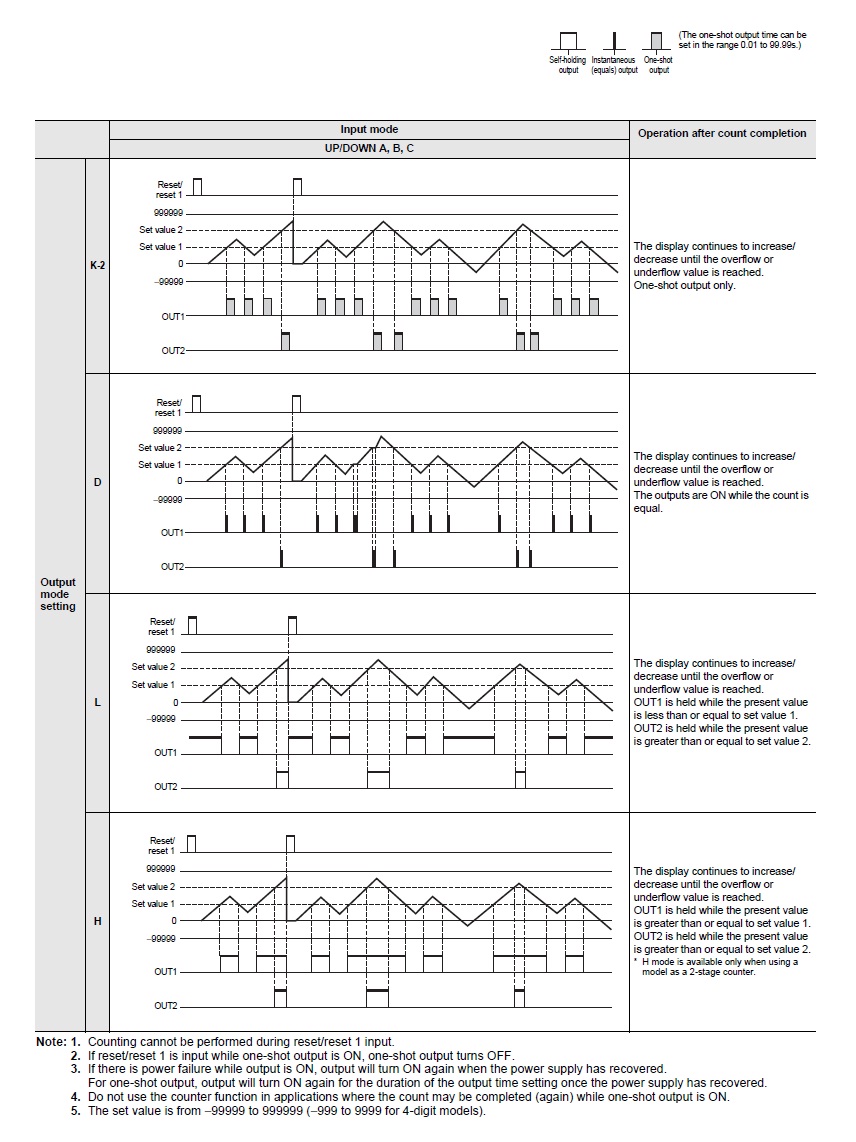 (The one-shot output time can be
set in the range 0.01 to 99.99s.)
Self-holding
output
Instantaneous
(equals) output
One-shot
output
Input mode
Operation after count completion
UP/DOWN A, B, C
Output
mode
setting
K-2
Reset/
reset 1
999999
Set value 2
Set value 1
0
−99999
OUT1
OUT2
The display continues to increase/
decrease until the overflow or
underflow value is reached.
One-shot output only.
D
Reset/
reset 1
999999
Set value 2
Set value 1
0
−99999
OUT1
OUT2
The display continues to increase/
decrease until the overflow or
underflow value is reached.
The outputs are ON while the count is
equal.
L
Reset/
reset 1
999999
Set value 2
Set value 1
0
−99999
OUT1
OUT2
The display continues to increase/
decrease until the overflow or
underflow value is reached.
OUT1 is held while the present value
is less than or equal to set value 1.
OUT2 is held while the present value
is greater than or equal to set value 2.
H
Reset/
reset 1
999999
Set value 2
Set value 1
0
−99999
OUT1
OUT2
The display continues to increase/
decrease until the overflow or
underflow value is reached.
OUT1 is held while the present value
is greater than or equal to set value 1.
OUT2 is held while the present value
is greater than or equal to set value 2.
* H mode is available only when using a
model as a 2-stage counter.
Note: 1. Counting cannot be performed during reset/reset 1 input.
2. If reset/reset 1 is input while one-shot output is ON, one-shot output turns OFF.
3. If there is power failure while output is ON, output will turn ON again when the power supply has recovered.
For one-shot output, output will turn ON again for the duration of the output time setting once the power supply has recovered.
4. Do not use the counter function in applications where the count may be completed (again) while one-shot output is ON.
5. The set value is from −99999 to 999999 (−999 to 9999 for 4-digit models).